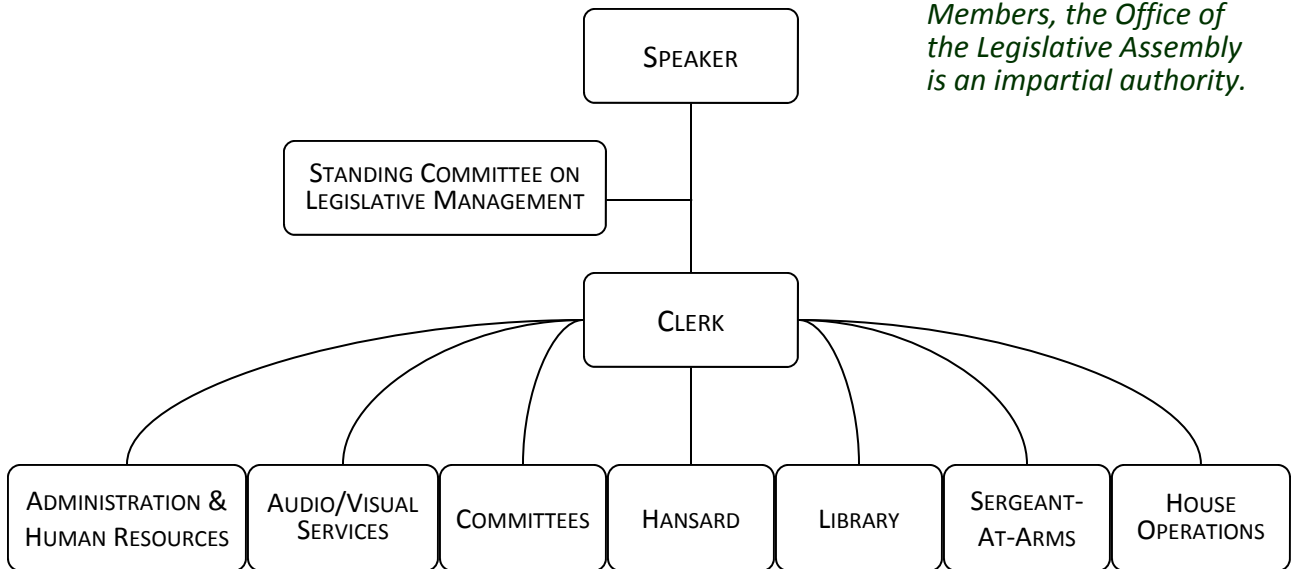 Members, the Office of
the Legislative Assembly
is an impartial authority.
SPEAKER
STANDING COMMITTEE ON
LEGISLATIVE MANAGEMENT
CLERK
ADMINISTRATION &
HUMAN RESOURCES
AUDIO/VISUAL
SERVICES
COMMITTEES
HANSARD
LIBRARY
SERGEANT-
AT-ARMS
HOUSE
OPERATIONS